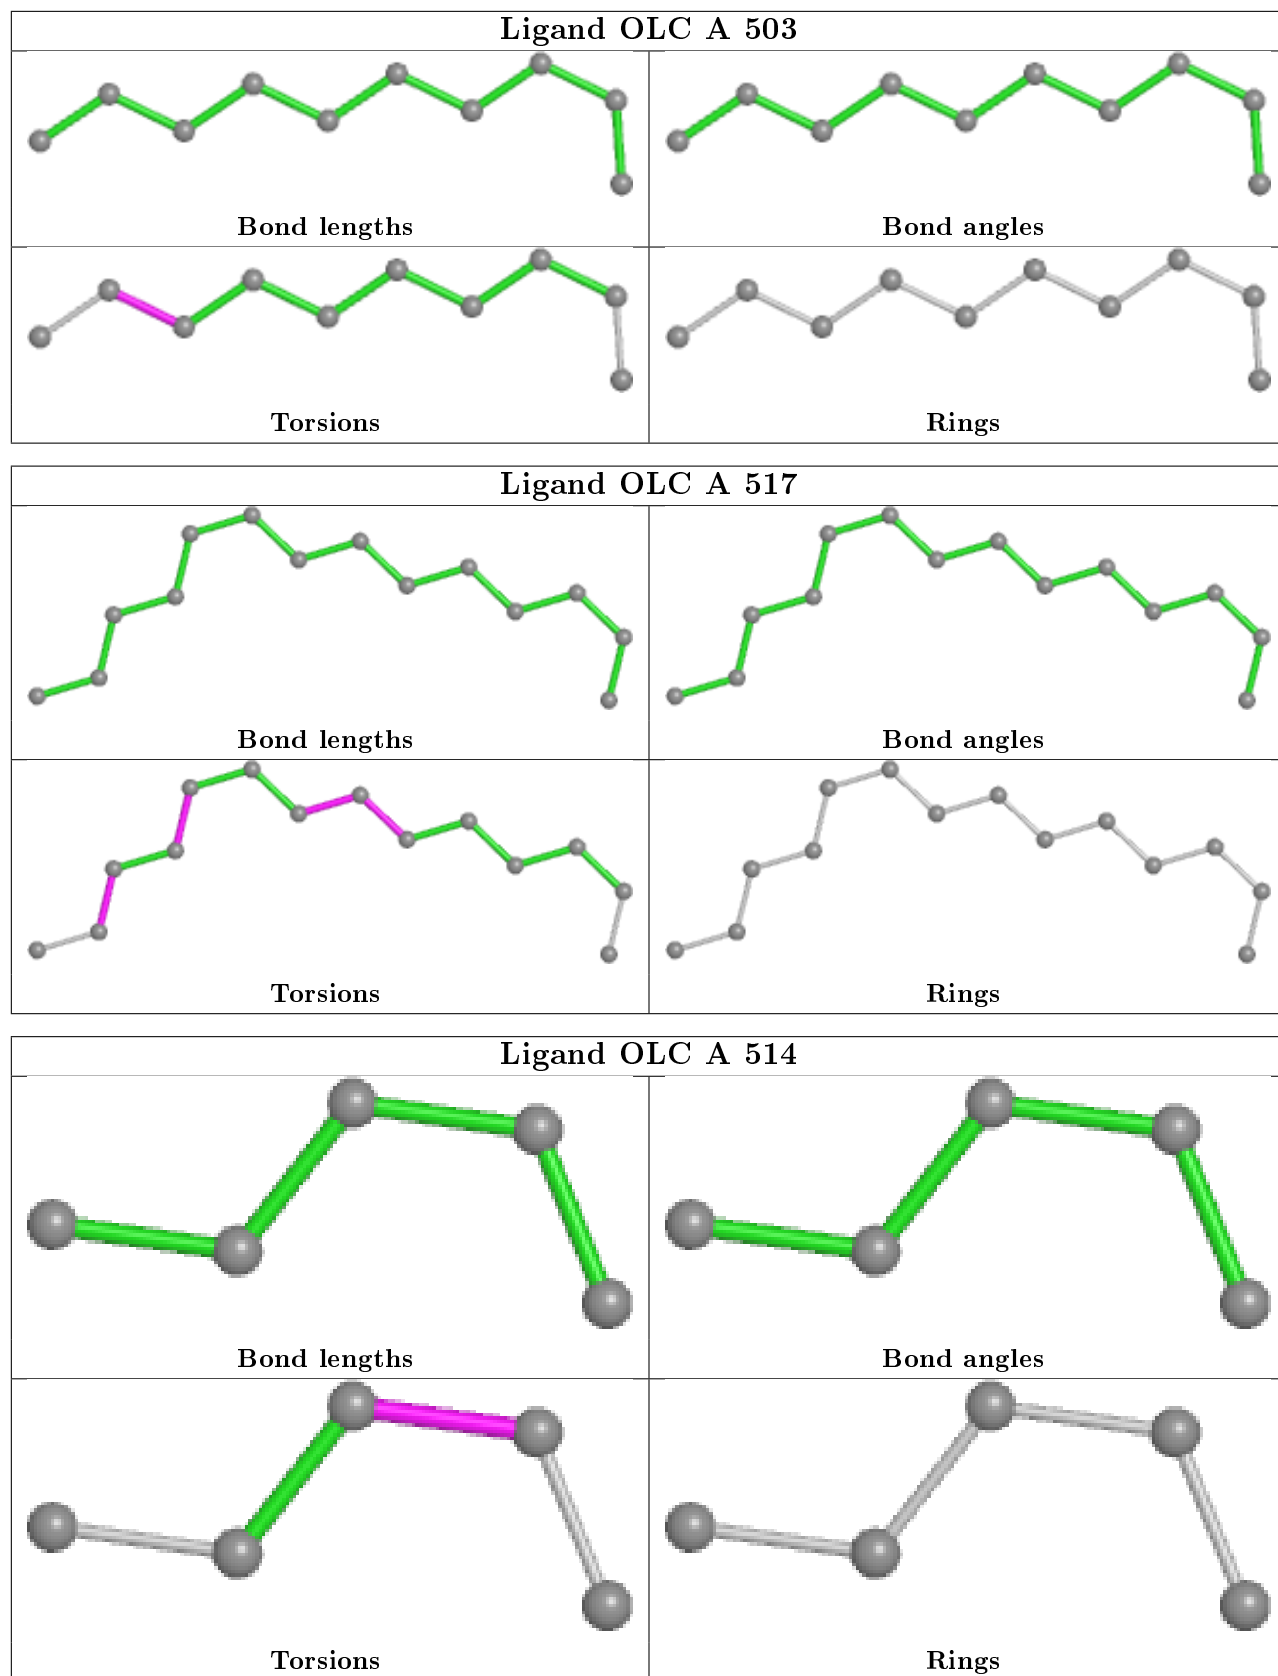 Ligand OLC A 503
Bond lengths
Bond angles
Torsions
Rings
Ligand OLC A 517
Bond lengths
Bond angles
Torsions
Rings
Ligand OLC A 514
Bond lengths
Bond angles
Torsions
Rings